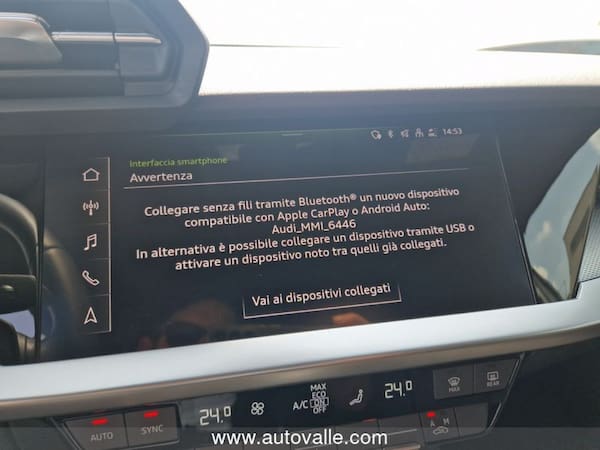 14:53
Interfaccia smartphone
Avvertenza
Collegare senza fili tramite Bluetooth® un nuovo dispositivo
compatibile con Apple CarPlay o Android Auto:
Audi_MMI_6446
In alternativa è possibile collegare un dispositivo tramite USB o
attivare un dispositivo noto tra quelli già collegati.
Vai ai dispositivi collegati
AUTO
SYNC
24.0
A/C
MAX
ECO
ON
OFF
24.0
MAX
REAR
A
M
www.autovalle.com